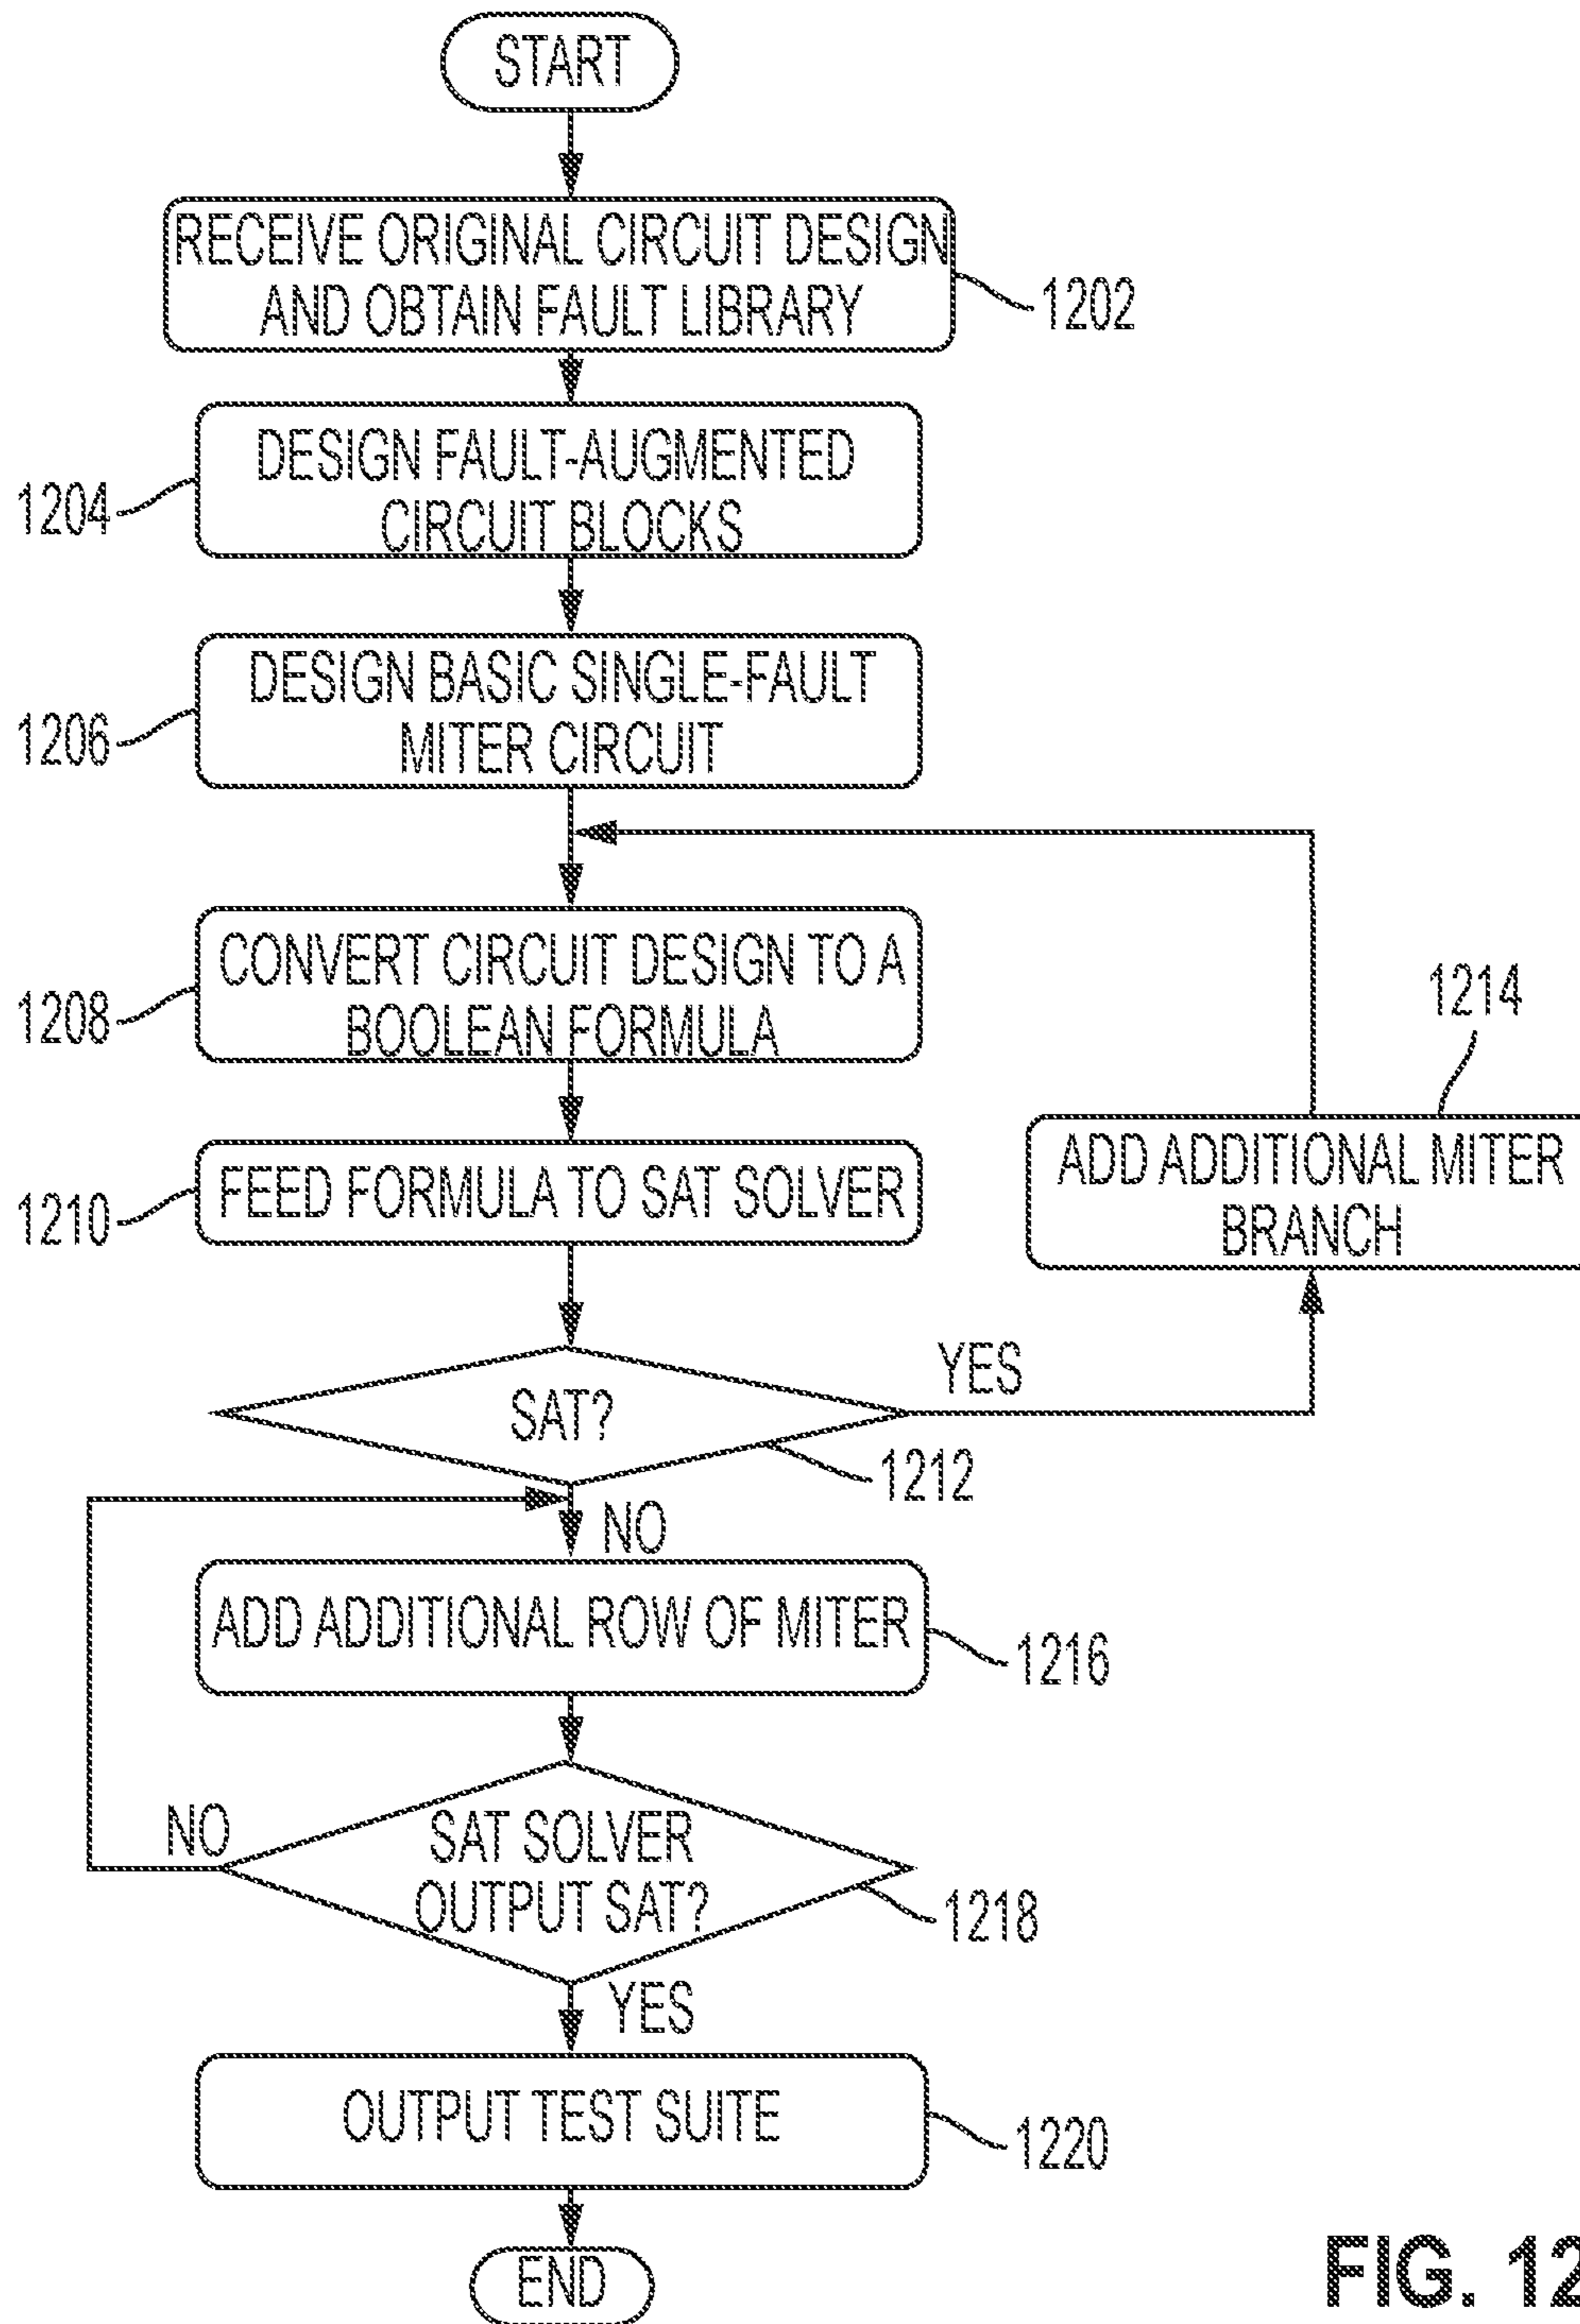 START
RECEIVE ORIGINAL CIRCUIT DESIGN
AND OBTAIN FAULT LIBRARY
1202
DESIGN FAULT-AUGMENTED
CIRCUIT BLOCKS
1204
DESIGN BASIC SINGLE-FAULT
MITER CIRCUIT
1206
CONVERT CIRCUIT DESIGN TO A
BOOLEAN FORMULA
1208
1214
ADD ADDITIONAL MITER
BRANCH
FEED FORMULA TO SAT SOLVER
1210
SAT?
YES
1212
NO
ADD ADDITIONAL ROW OF MITER
1216
NO
SAT SOLVER
OUTPUT SAT?
1218
YES
OUTPUT TEST SUITE
1220
END
FIG. 12